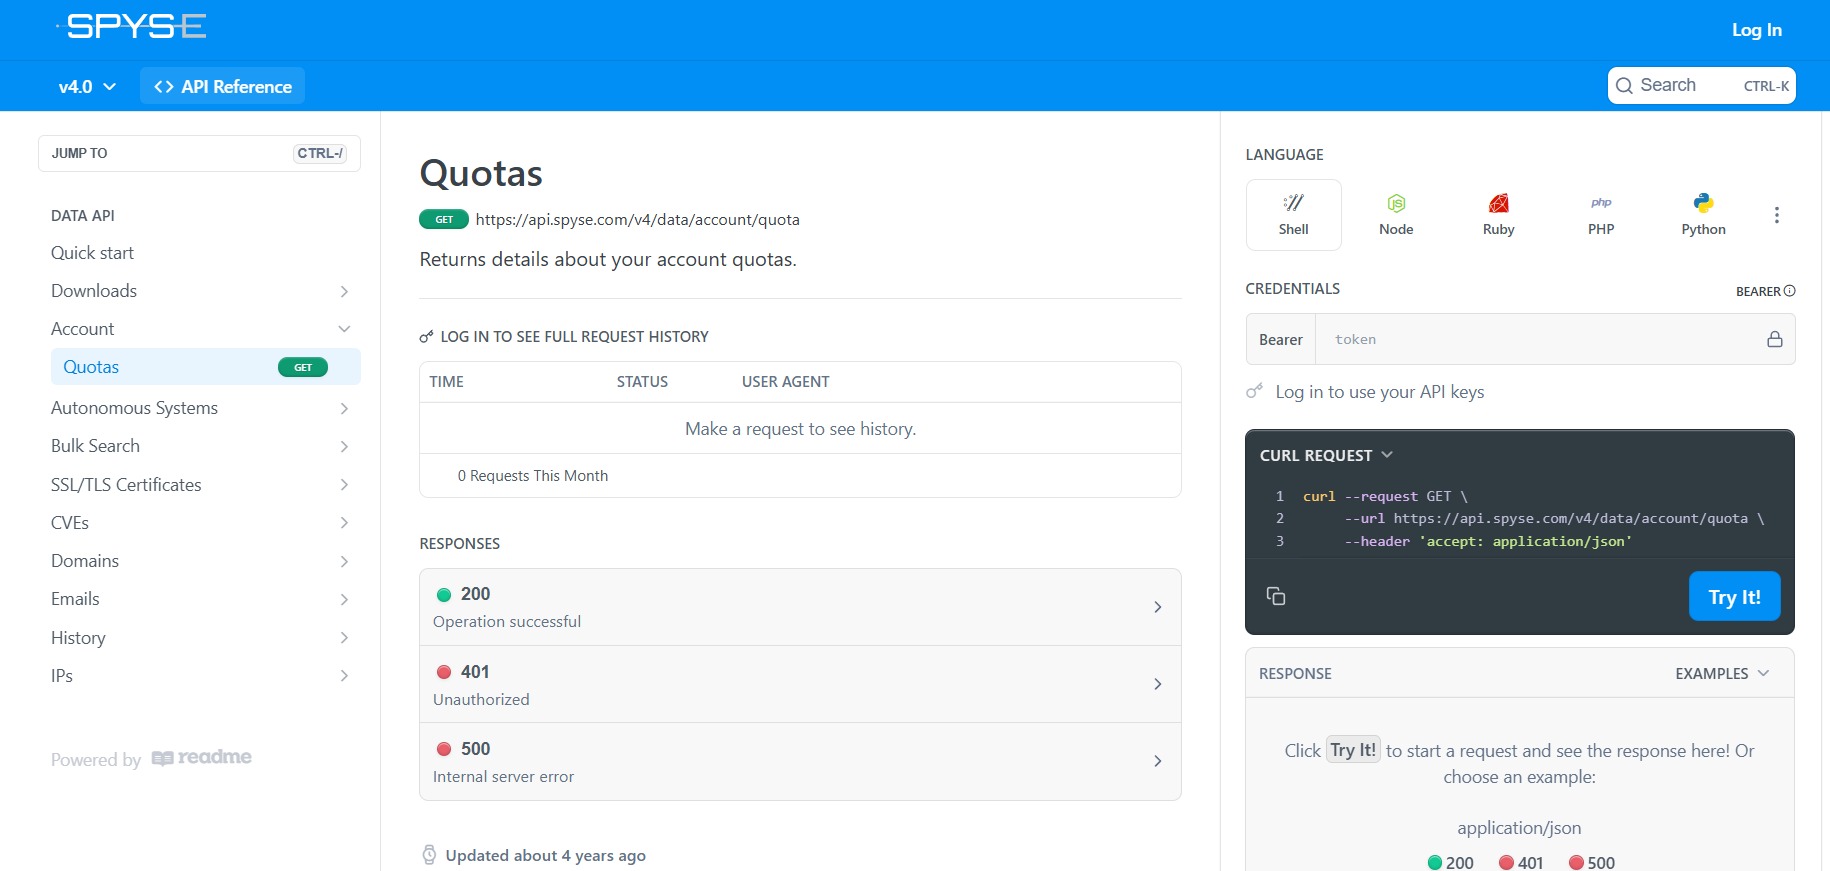 SPYSE
Log In
v4.0
<> API Reference
Search CTRL-K
JUMP TO CTRL-/
DATA API
Quick start
Downloads
Account
Quotas GET
Autonomous Systems
Bulk Search
SSL/TLS Certificates
CVEs
Domains
Emails
History
IPs
Powered by readme
Quotas
GET https://api.spyse.com/v4/data/account/quota
Returns details about your account quotas.
LOG IN TO SEE FULL REQUEST HISTORY
TIME STATUS USER AGENT
Make a request to see history.
0 Requests This Month
RESPONSES
200
Operation successful
401
Unauthorized
500
Internal server error
Updated about 4 years ago
LANGUAGE
Shell
JS
Node
Ruby
php
PHP
Python
CREDENTIALS
BEARER
Bearer token
Log in to use your API keys
CURL REQUEST
1 curl --request GET \
2 --url https://api.spyse.com/v4/data/account/quota \
3 --header 'accept: application/json'
Try It!
RESPONSE EXAMPLES
Click Try It! to start a request and see the response here! Or
choose an example:
application/json
200 401 500